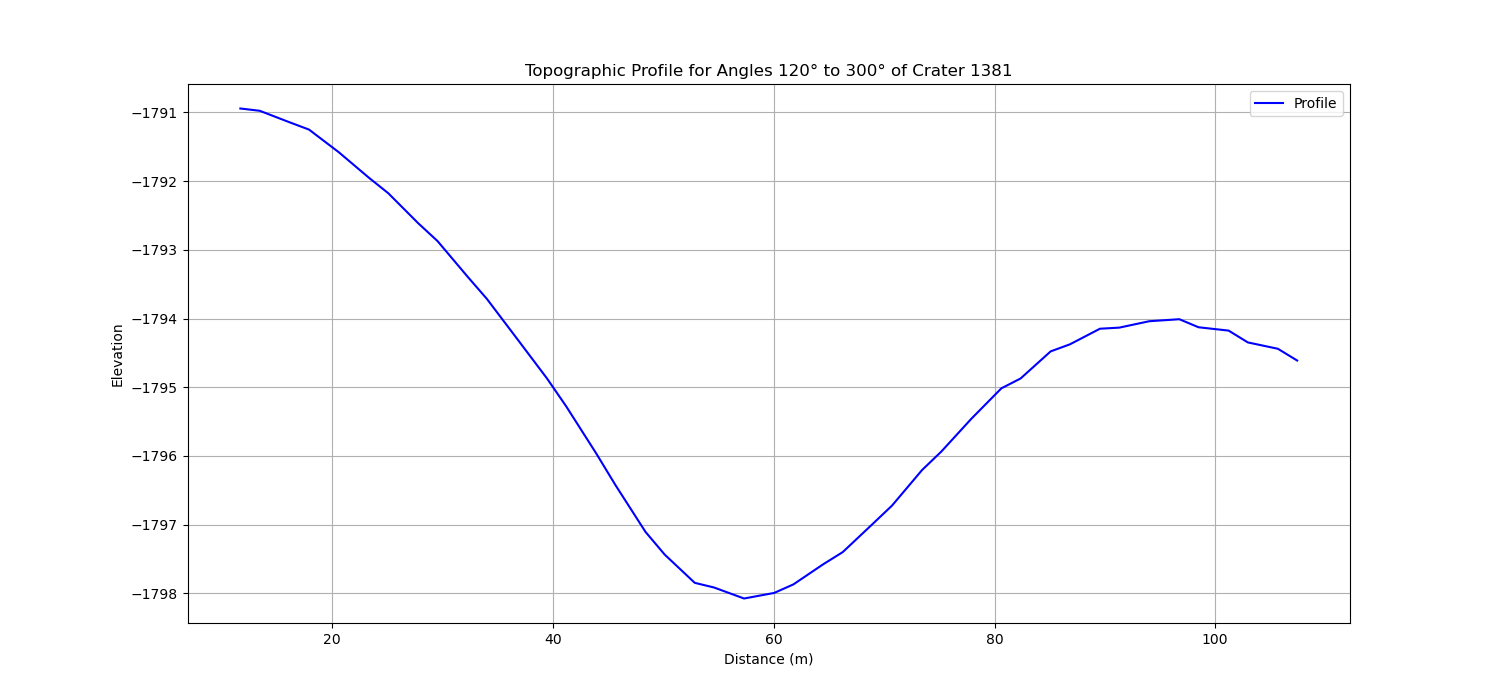 Topographic Profile for Angles 120° to 300° of Crater 1381
Profile
−1791
−1792
−1793
−1794
−1795
−1796
−1797
−1798
Elevation
20 40 60 80 100
Distance (m)